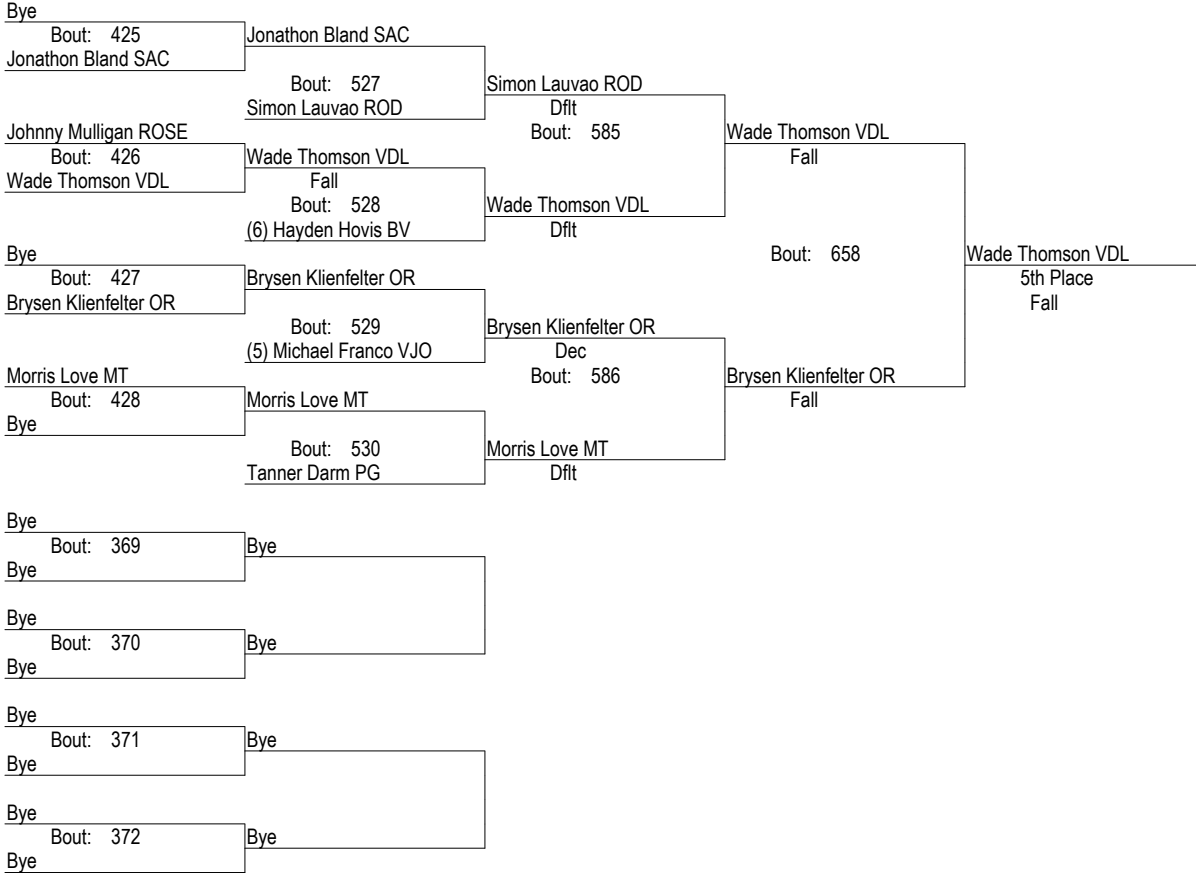 Bye
Bout: 425
Jonathon Bland SAC
Jonathon Bland SAC
Bout: 527
Simon Lauvao ROD
Simon Lauvao ROD
Dflt
Bout: 585
Johnny Mulligan ROSE
Bout: 426
Wade Thomson VDL
Wade Thomson VDL
Fall
Bout: 528
(6) Hayden Hovis BV
Wade Thomson VDL
Dflt
Wade Thomson VDL
Fall
Bout: 658
Wade Thomson VDL
5th Place
Fall
Bye
Bout: 427
Brysen Klienfelter OR
Brysen Klienfelter OR
Bout: 529
(5) Michael Franco VJO
Brysen Klienfelter OR
Dec
Bout: 586
Brysen Klienfelter OR
Fall
Morris Love MT
Bout: 428
Bye
Morris Love MT
Bout: 530
Tanner Darm PG
Morris Love MT
Dflt
Bye
Bout: 369
Bye
Bye
Bye
Bout: 370
Bye
Bye
Bye
Bout: 371
Bye
Bye
Bye
Bout: 372
Bye
Bye